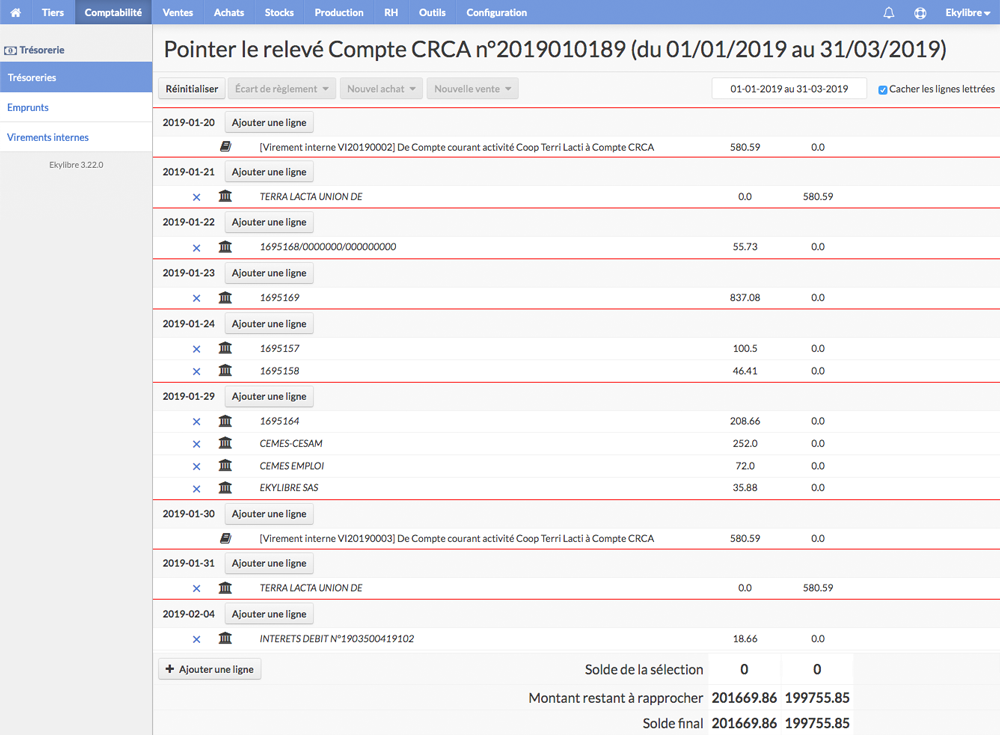 Tiers Comptabilité Ventes Achats Stocks Production RH Outils Configuration Ekylibre
Trésorerie
Trésoreries
Emprunts
Virements internes
Ekylibre 3.22.0
Pointer le relevé Compte CRCA n°2019010189 (du 01/01/2019 au 31/03/2019)
Réinitialiser Écart de règlement Nouvel achat Nouvelle vente 01-01-2019 au 31-03-2019 Cacher les lignes lettrées
2019-01-20 Ajouter une ligne
[Virement interne VI20190002] De Compte courant activité Coop Terri Lacti à Compte CRCA 580.59 0.0
2019-01-21 Ajouter une ligne
TERRA LACTA UNION DE 0.0 580.59
2019-01-22 Ajouter une ligne
1695168/0000000/000000000 55.73 0.0
2019-01-23 Ajouter une ligne
1695169 837.08 0.0
2019-01-24 Ajouter une ligne
1695157 100.5 0.0
1695158 46.41 0.0
2019-01-29 Ajouter une ligne
1695164 208.66 0.0
CEMES-CESAM 252.0 0.0
CEMES EMPLOI 72.0 0.0
EKYLIBRE SAS 35.88 0.0
2019-01-30 Ajouter une ligne
[Virement interne VI20190003] De Compte courant activité Coop Terri Lacti à Compte CRCA 580.59 0.0
2019-01-31 Ajouter une ligne
TERRA LACTA UNION DE 0.0 580.59
2019-02-04 Ajouter une ligne
INTERETS DEBIT N°1903500419102 18.66 0.0
+ Ajouter une ligne Solde de la sélection 0 0
Montant restant à rapprocher 201669.86 199755.85
Solde final 201669.86 199755.85